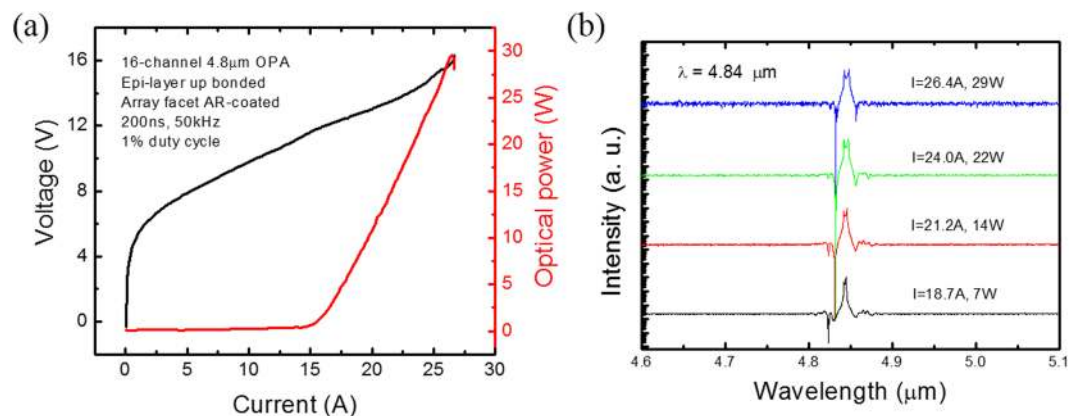 (a)
16-channel 4.8μm OPA
Epi-layer up bonded
Array facet AR-coated
200ns, 50kHz
1% duty cycle
Voltage (V)
16
12
8
4
0
Optical power (W)
30
25
20
15
10
5
0
0 5 10 15 20 25 30
Current (A)
(b)
λ = 4.84 μm
I=26.4A, 29W
I=24.0A, 22W
I=21.2A, 14W
I=18.7A, 7W
Intensity (a. u.)
4.6 4.7 4.8 4.9 5.0 5.1
Wavelength (μm)